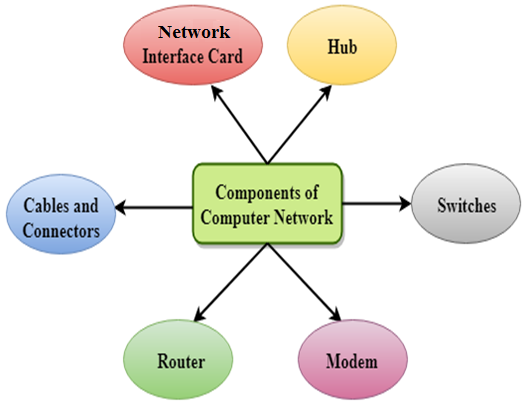 Network
Interface Card
Hub
Components of
Computer Network
Cables and
Connectors
Switches
Router
Modem